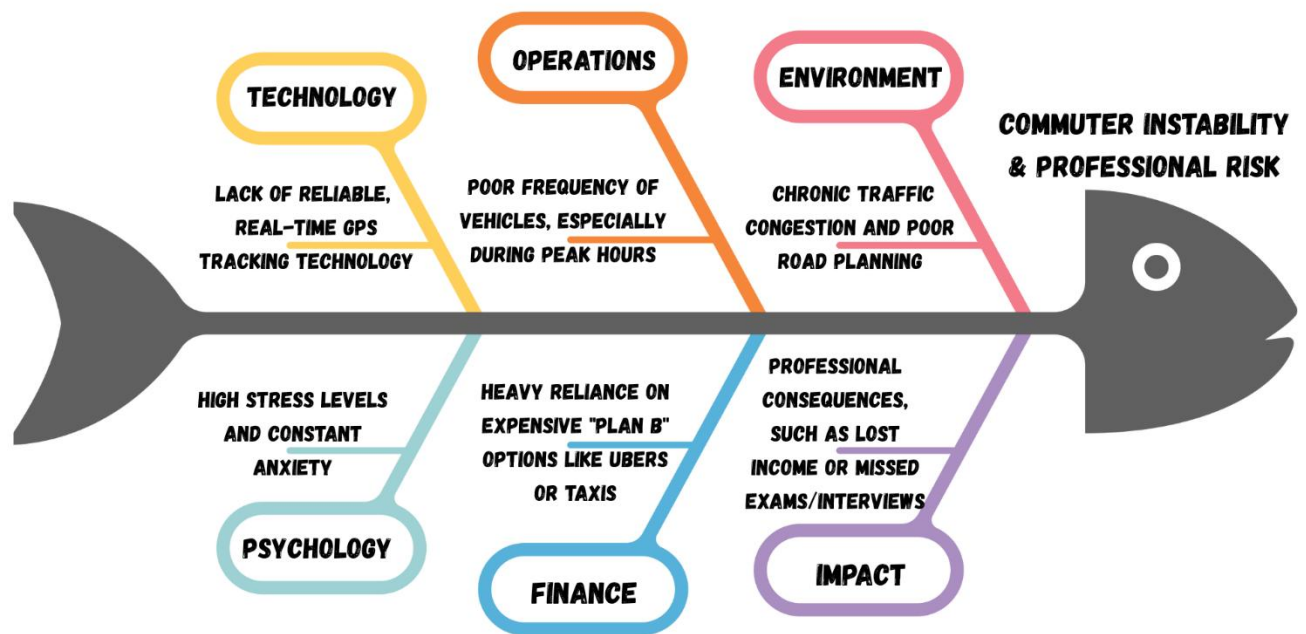 TECHNOLOGY
LACK OF RELIABLE,
REAL-TIME GPS
TRACKING TECHNOLOGY
OPERATIONS
POOR FREQUENCY OF
VEHICLES, ESPECIALLY
DURING PEAK HOURS
ENVIRONMENT
CHRONIC TRAFFIC
CONGESTION AND POOR
ROAD PLANNING
COMMUTER INSTABILITY
& PROFESSIONAL RISK
HIGH STRESS LEVELS
AND CONSTANT
ANXIETY
PSYCHOLOGY
HEAVY RELIANCE ON
EXPENSIVE "PLAN B"
OPTIONS LIKE UBERS
OR TAXIS
FINANCE
PROFESSIONAL
CONSEQUENCES,
SUCH AS LOST
INCOME OR MISSED
EXAMS/INTERVIEWS
IMPACT